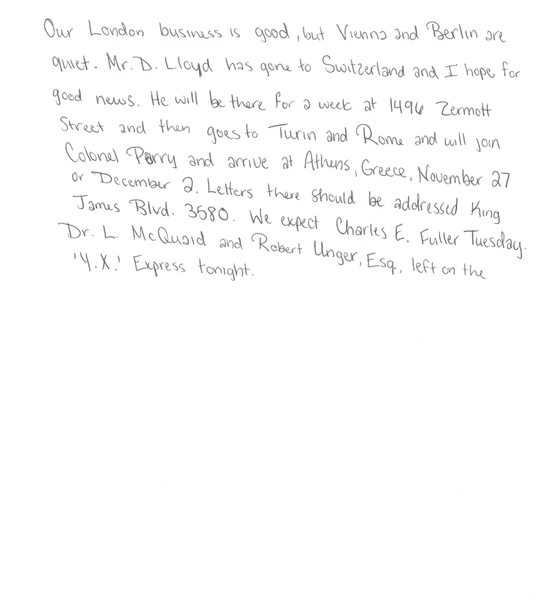 Our London business is good, but Vienna and Berlin are
quiet. Mr. D. Lloyd has gone to Switzerland and I hope for
good news. He will be there for a week at 1496 Zermott
Street and then goes to Turin and Rome and will join
Colonel Parry and arrive at Athens, Greece, November 27
or December 2. Letters there should be addressed King
James Blvd. 3580. We expect Charles E. Fuller Tuesday.
Dr. L. McQuaid and Robert Unger, Esq, left on the
'Y.X.' Express tonight.